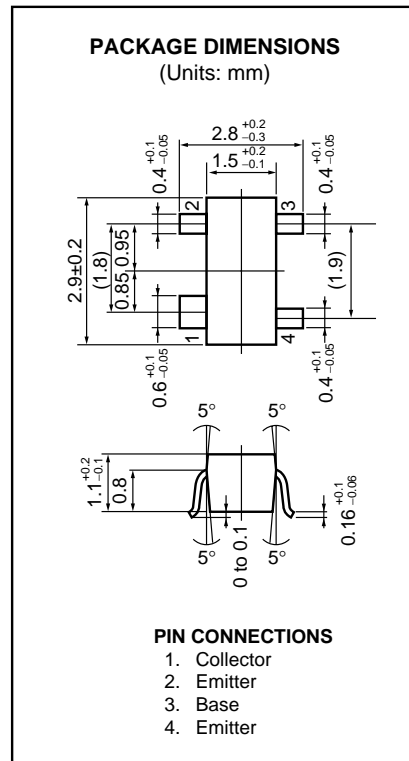 PACKAGE DIMENSIONS
(Units: mm)
2.8 +0.2 −0.3
1.5 +0.2 −0.1
0.4 +0.1 −0.05
0.4 +0.1 −0.05
2
3
2.9±0.2
(1.8)
0.95
0.85
(1.9)
1
4
0.6 +0.1 −0.05
0.4 +0.1 −0.05
5°
5°
1.1 +0.2 −0.1
0.8
0.16 +0.1 −0.06
5°
5°
0 to 0.1
PIN CONNECTIONS
1. Collector
2. Emitter
3. Base
4. Emitter